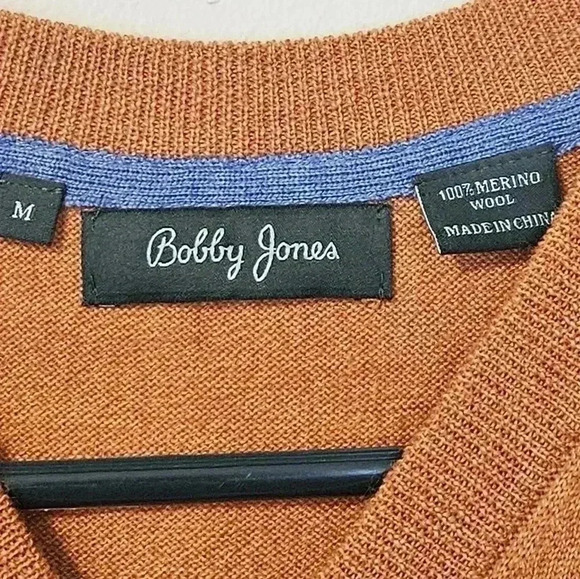 M
Bobby Jones
100% MERINO
WOOL
MADE IN CHINA